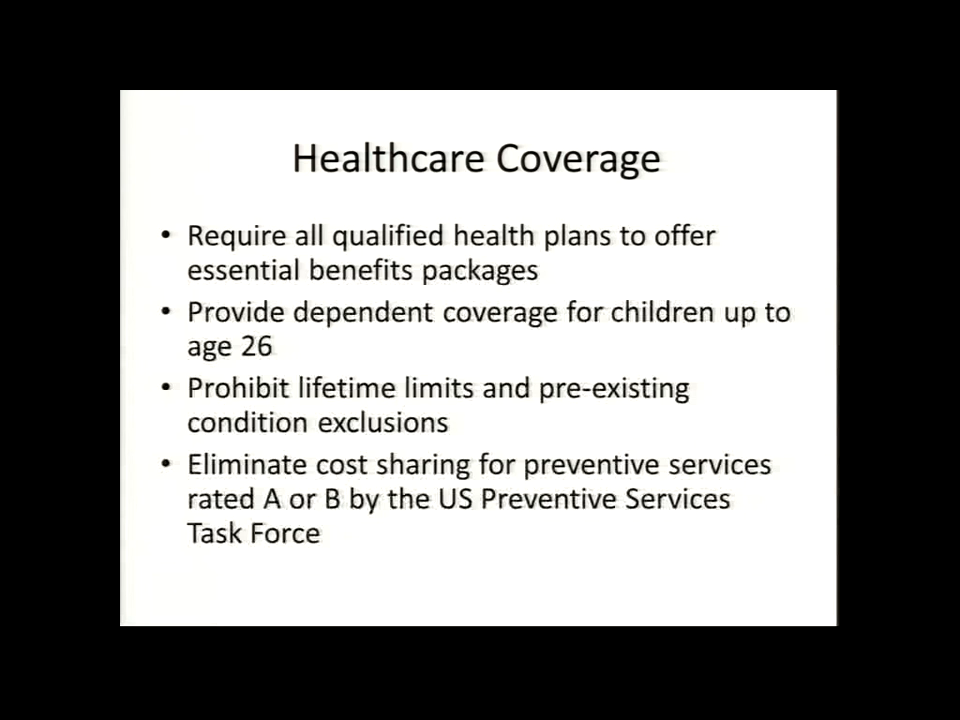 Healthcare Coverage
• Require all qualified health plans to offer
essential benefits packages
• Provide dependent coverage for children up to
age 26
• Prohibit lifetime limits and pre-existing
condition exclusions
• Eliminate cost sharing for preventive services
rated A or B by the US Preventive Services
Task Force